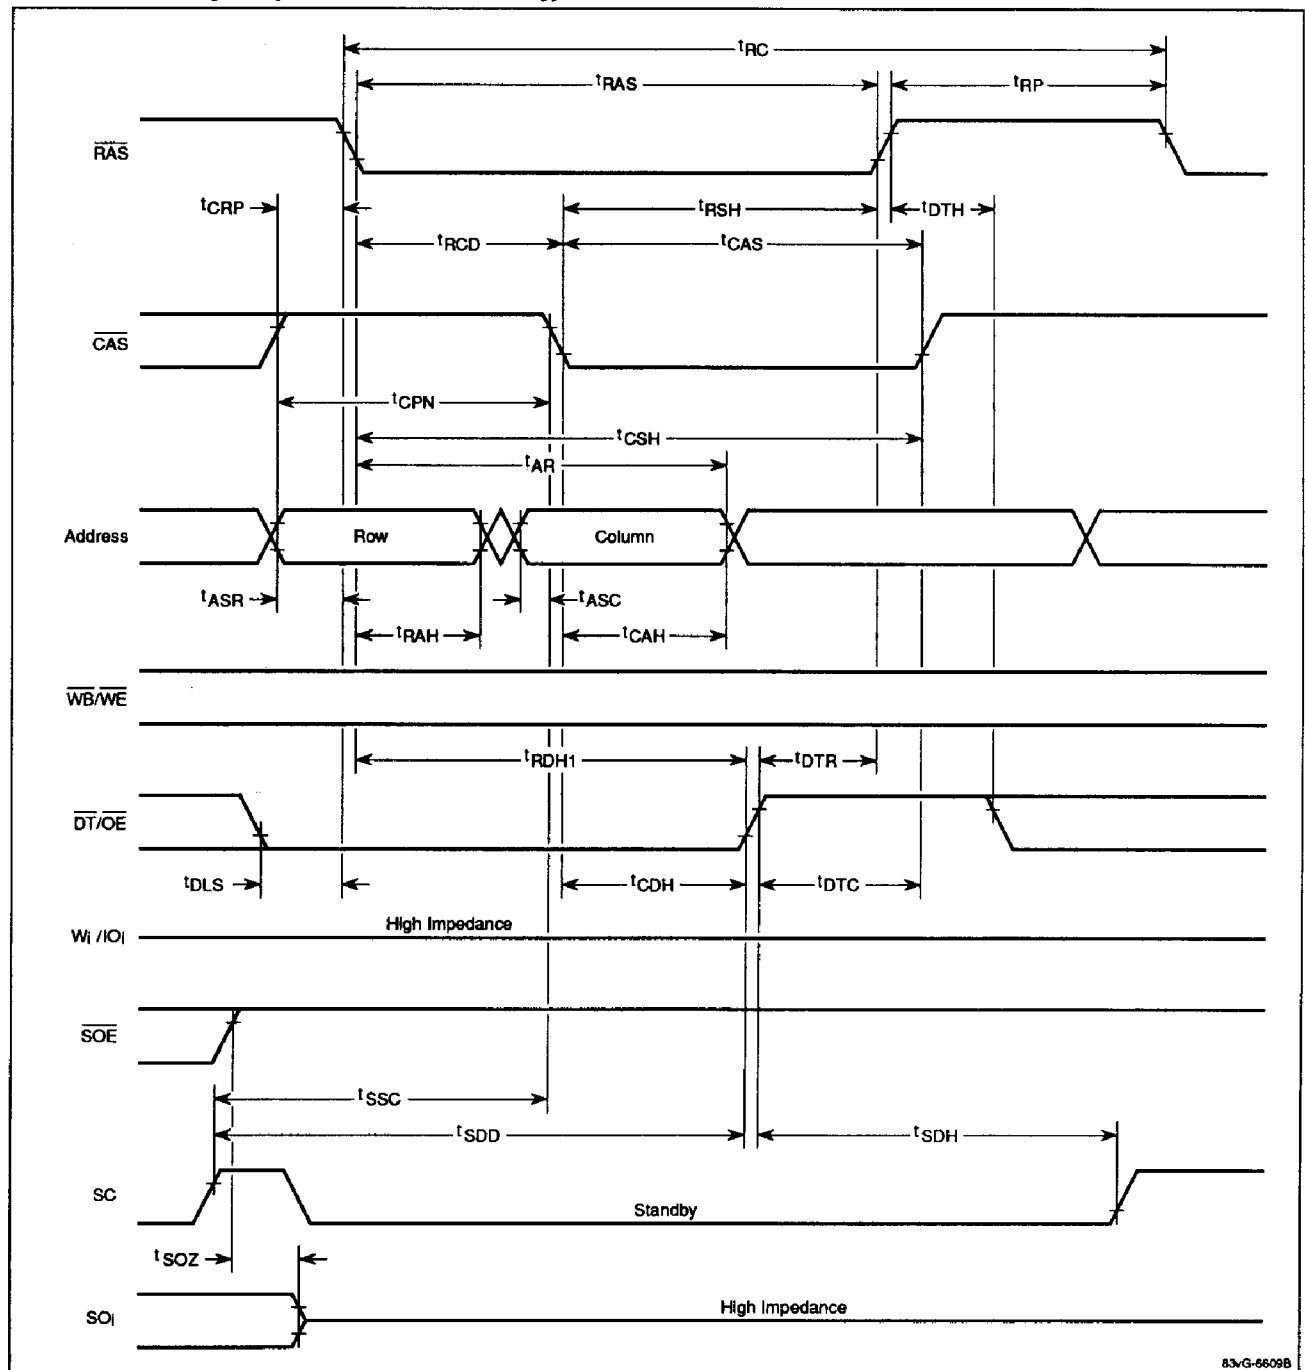 tRC
tRAS
tRP
RAS
tCRP
tRSH
tDTH
tRCD
tCAS
CAS
tCPN
tCSH
tAR
Address
Row
Column
tASR
tASC
tRAH
tCAH
WB/WE
tRDH1
tDTR
DT/OE
tDLS
tCDH
tDTC
High Impedance
Wi /IOi
SOE
tSSC
tSDD
tSDH
SC
Standby
tSOZ
High Impedance
SOi
83vG-6609B